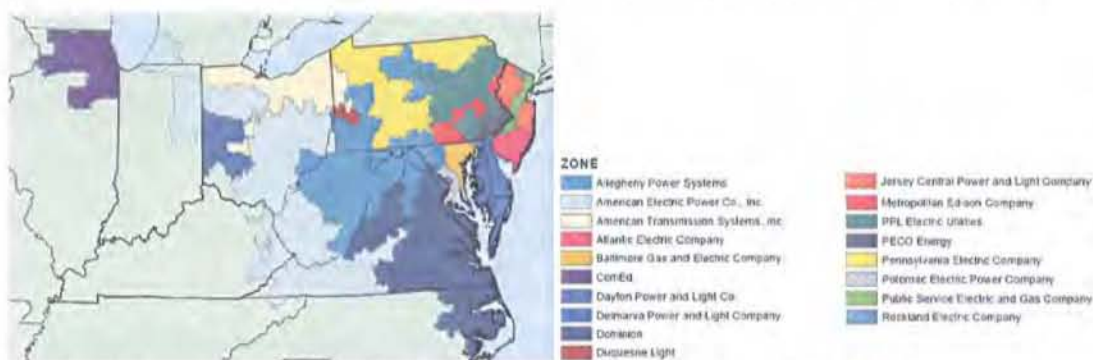 ZONE
Allegheny Power Systems
American Electric Power Co., Inc.
American Transmission Systems, Inc.
Atlantic Electric Company
Baltimore Gas and Electric Company
ComEd
Dayton Power and Light Co.
Delmarva Power and Light Company
Dominion
Duquesne Light
Jersey Central Power and Light Company
Metropolitan Edison Company
PPL Electric Utilities
PECO Energy
Pennsylvania Electric Company
Potomac Electric Power Company
Public Service Electric and Gas Company
Rockland Electric Company